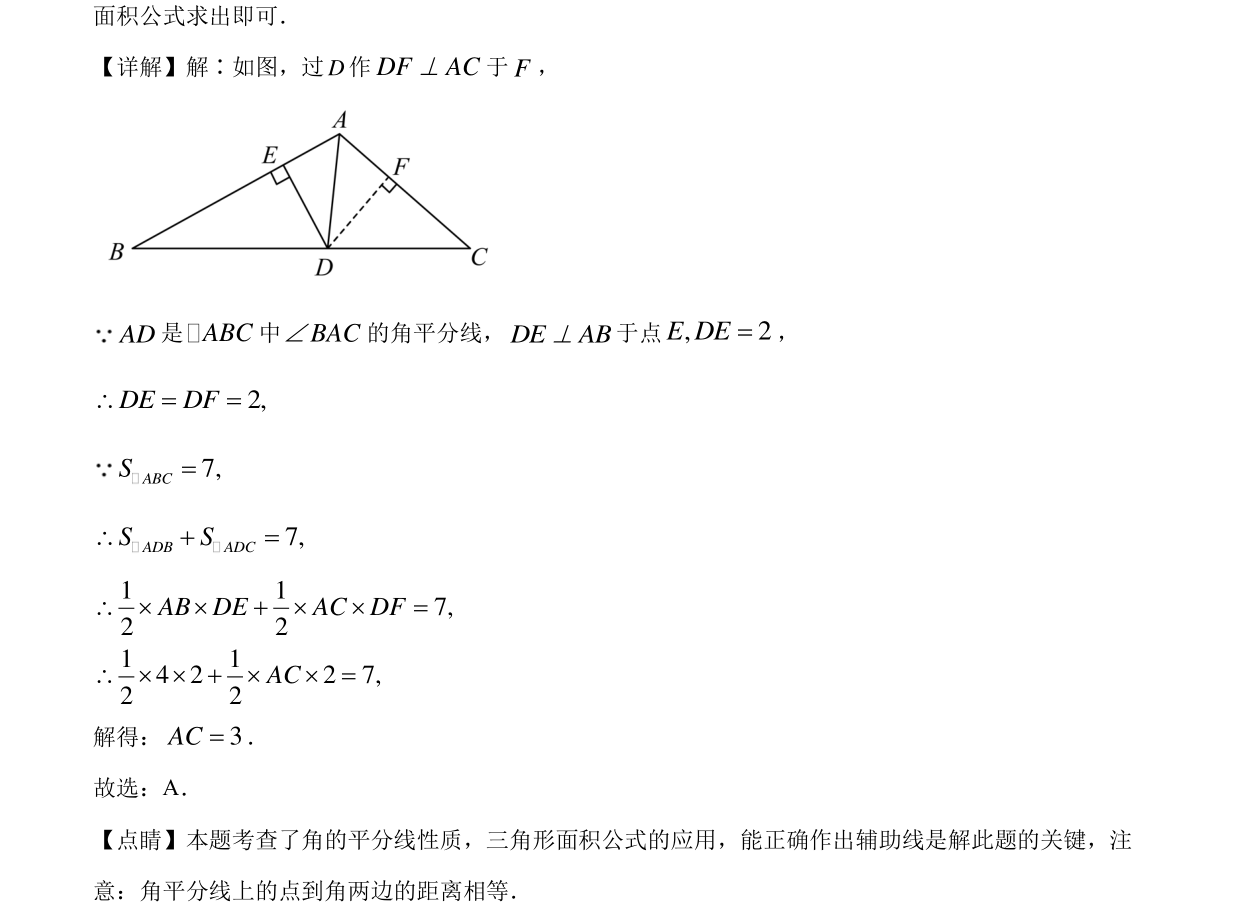 面积公式求出即可．
【详解】解：如图，过D作DF⊥AC于F，
A
E
F
B
C
D
∵AD是□ABC中∠BAC的角平分线，DE⊥AB于点E,DE=2，
∴DE=DF=2,
∵S□ABC=7,
∴S□ADB+S□ADC=7,
∴1/2×AB×DE+1/2×AC×DF=7,
∴1/2×4×2+1/2×AC×2=7,
解得：AC=3．
故选：A．
【点睛】本题考查了角的平分线性质，三角形面积公式的应用，能正确作出辅助线是解此题的关键，注
意：角平分线上的点到角两边的距离相等．